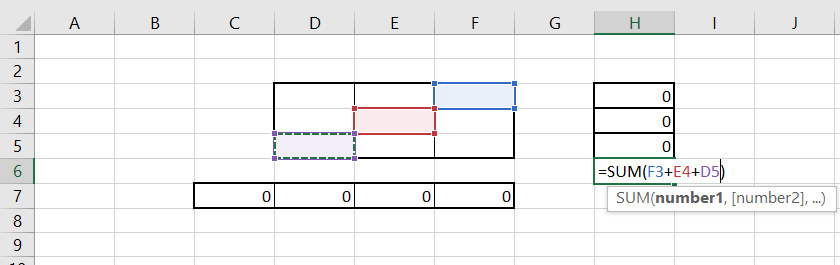 A B C D E F G H I J
1
2
3 0
4 0
5 0
6 =SUM(F3+E4+D5)
7 0 0 0 0
SUM(number1, [number2], ...)
8
9